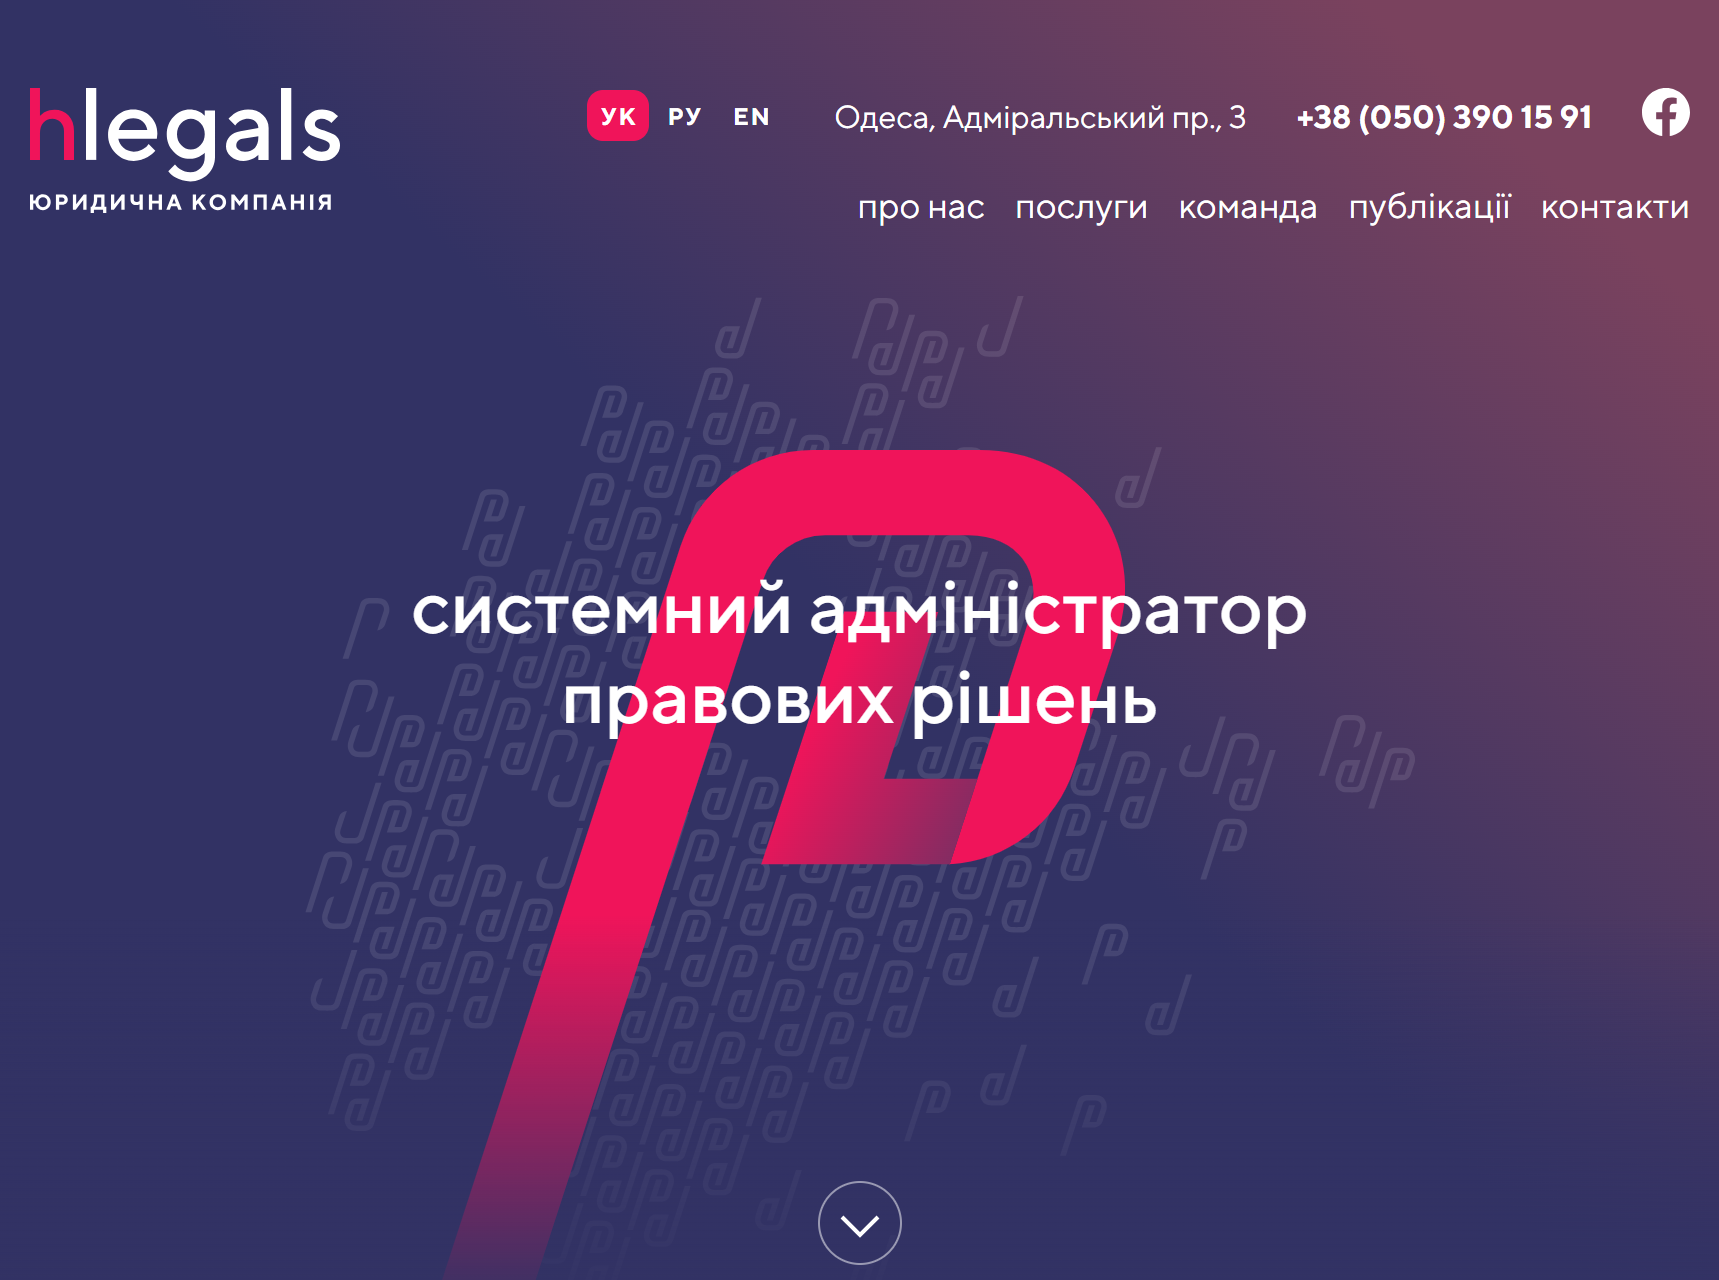 hlegals
ЮРИДИЧНА КОМПАНІЯ
УК РУ EN
Одеса, Адміральський пр., 3
+38 (050) 390 15 91
про нас послуги команда публікації контакти
системний адміністратор
правових рішень